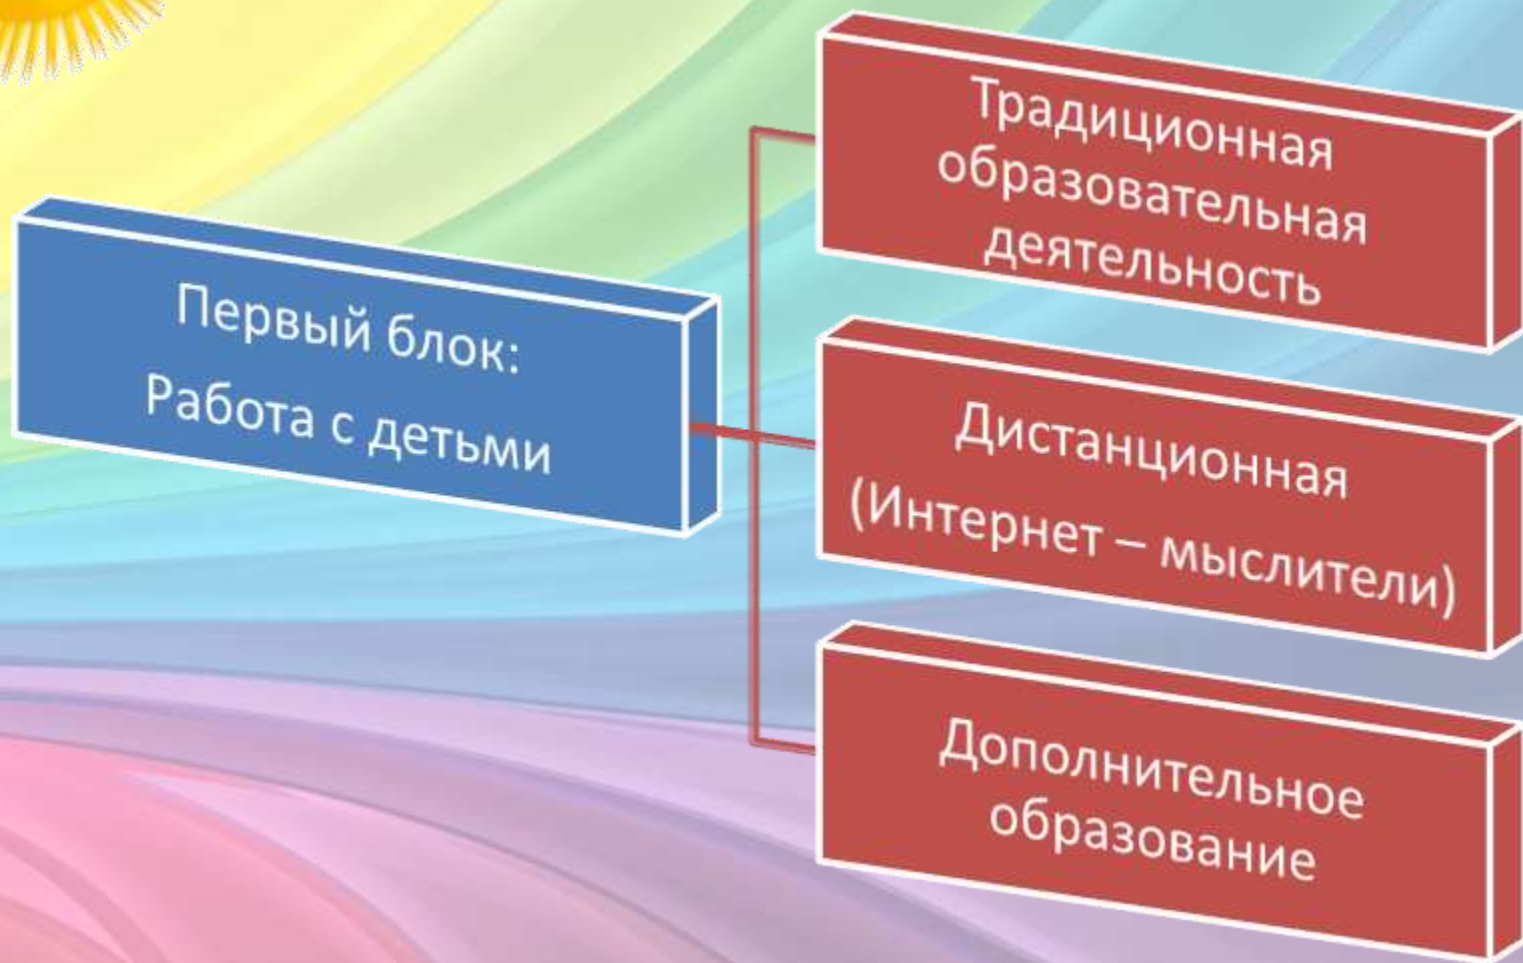 Первый блок:
Работа с детьми
Традиционная
образовательная
деятельность
Дистанционная
(Интернет – мыслители)
Дополнительное
образование